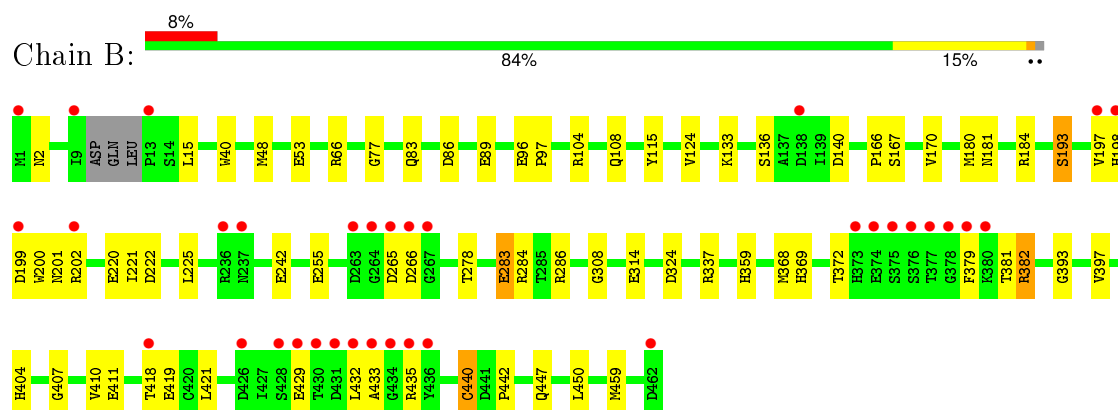 8%
Chain B:
84% 15% ••
M1 N2 I9 ASP GLN LEU P13 S14 L15 W40 M48 E53 R66 G77 Q83 D86 E89 E96 P97 R104 Q108 Y115 V124 K133 S136 A137 D138 I139 D140 P166 S167 V170 M180 N181 R184 S193 V197 H198
D199 W200 N201 R202 E220 I221 D222 L225 R236 N237 E242 E255 D263 G264 D265 D266 G267 T278 E283 R284 T285 R286 G308 E314 D324 R337 H359 M368 H369 T372 H373 E374 S375 S376 T377 G378 F379 K380 T381 R382 G393 V397
H404 G407 V410 E411 T418 E419 C420 L421 D426 I427 S428 E429 T430 D431 L432 A433 G434 R435 Y436 C440 D441 P442 Q447 L450 M459 D462